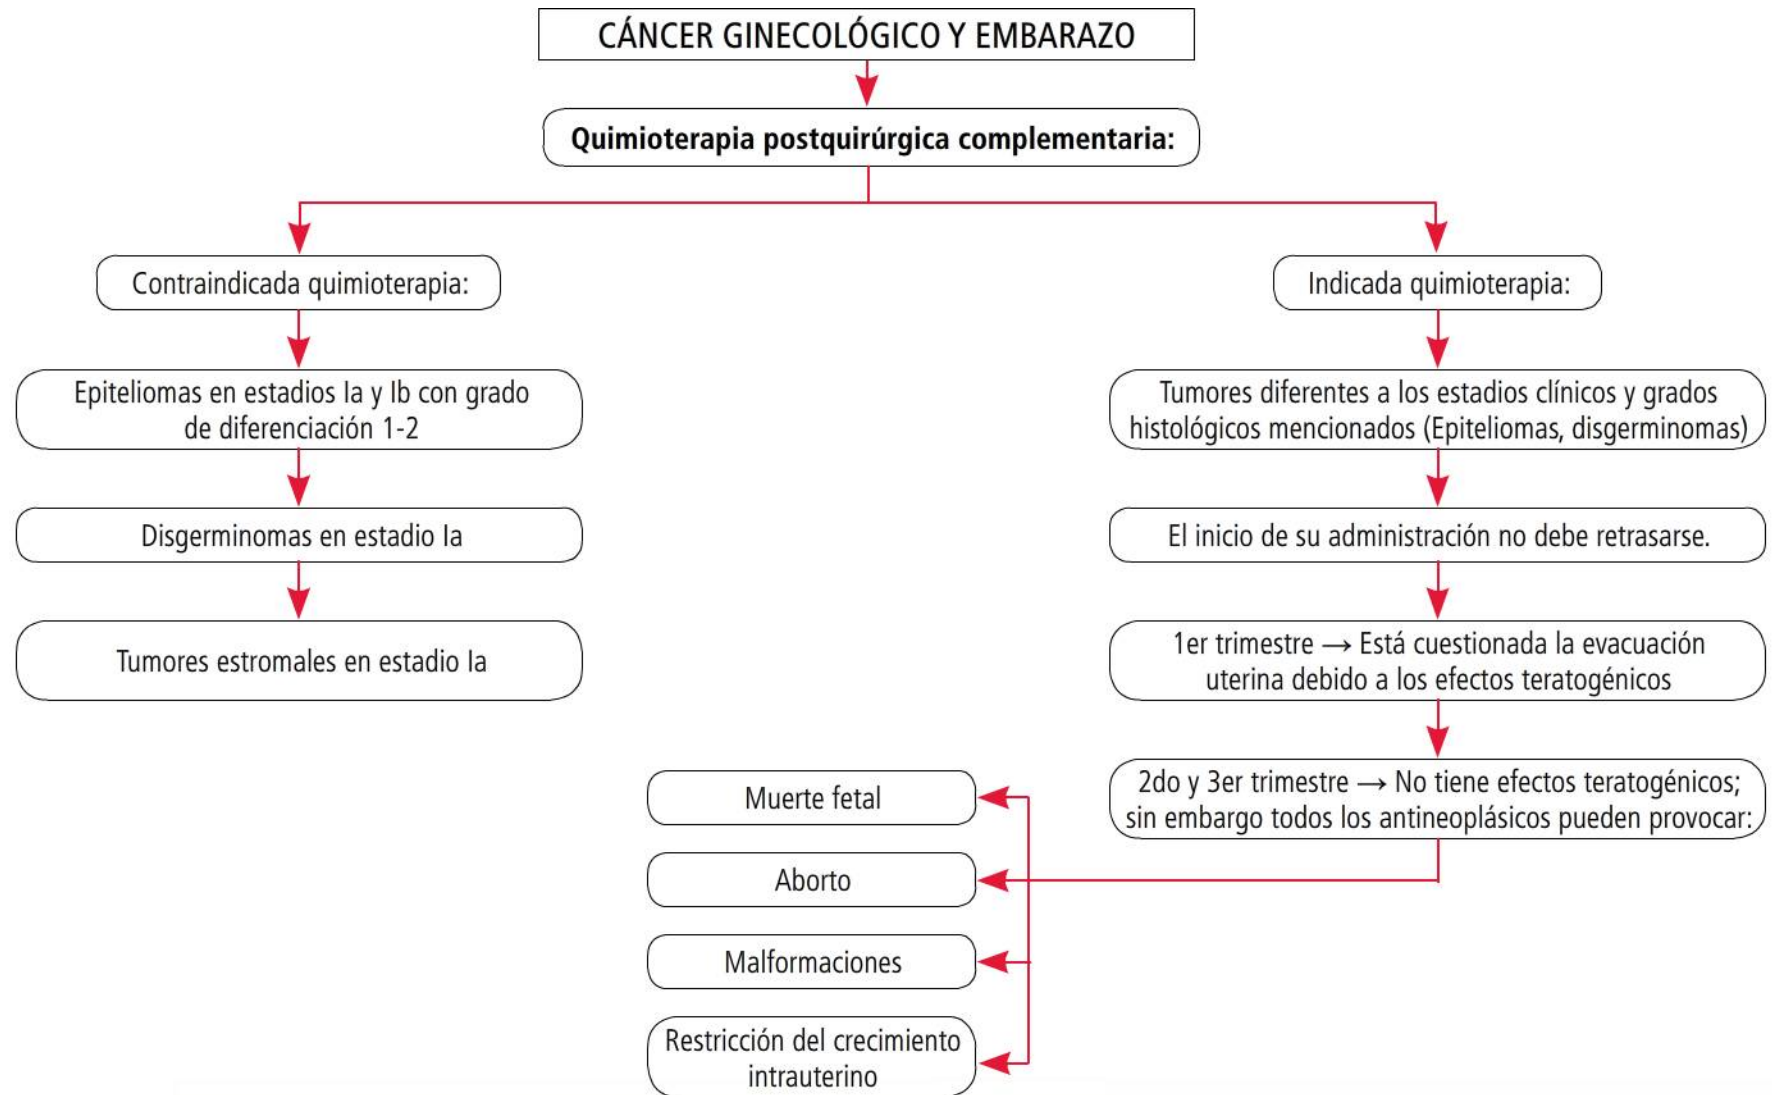 CÁNCER GINECOLÓGICO Y EMBARAZO
Quimioterapia postquirúrgica complementaria:
Contraindicada quimioterapia:
Epiteliomas en estadios Ia y Ib con grado
de diferenciación 1-2
Disgerminomas en estadio Ia
Tumores estromales en estadio Ia
Indicada quimioterapia:
Tumores diferentes a los estadios clínicos y grados
histológicos mencionados (Epiteliomas, disgerminomas)
El inicio de su administración no debe retrasarse.
1er trimestre → Está cuestionada la evacuación
uterina debido a los efectos teratogénicos
2do y 3er trimestre → No tiene efectos teratogénicos;
sin embargo todos los antineoplásicos pueden provocar:
Muerte fetal
Aborto
Malformaciones
Restricción del crecimiento
intrauterino